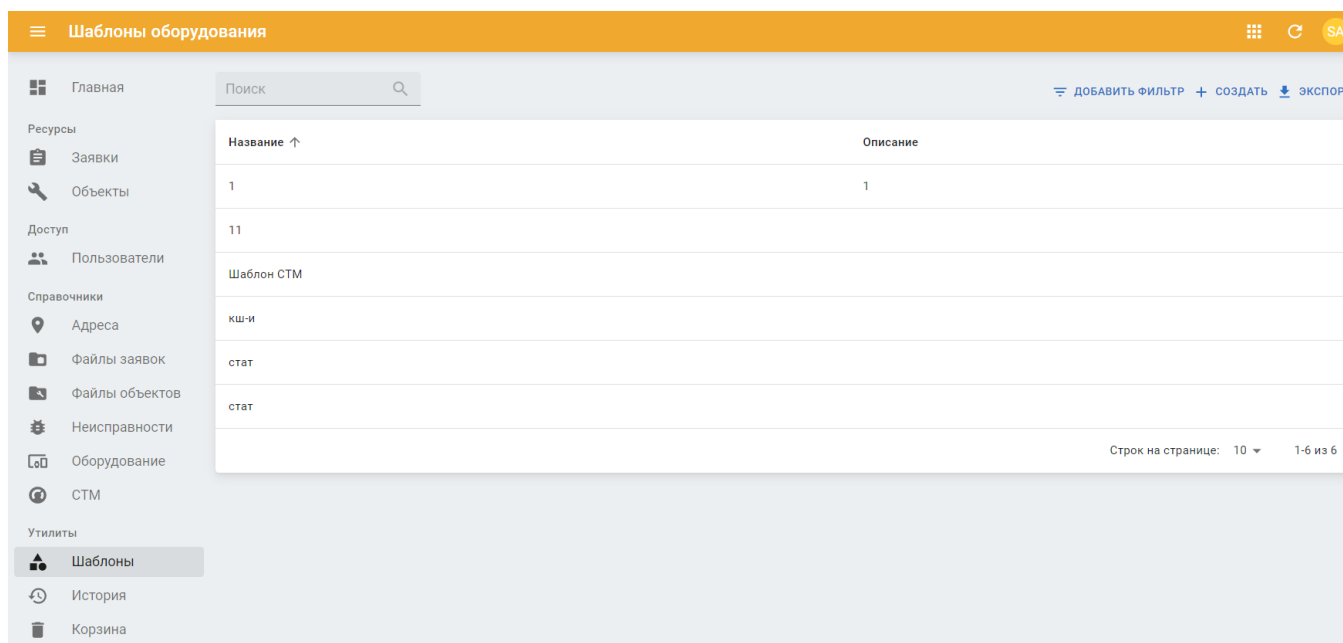 Шаблоны оборудования
SA
Главная
Поиск
ДОБАВИТЬ ФИЛЬТР
СОЗДАТЬ
ЭКСПОР
Ресурсы
Заявки
Объекты
Доступ
Пользователи
Справочники
Адреса
Файлы заявок
Файлы объектов
Неисправности
Оборудование
СТМ
Утилиты
Шаблоны
История
Корзина
Название Описание
1 1
11
Шаблон СТМ
кш-и
стат
стат
Строк на странице: 10 1-6 из 6